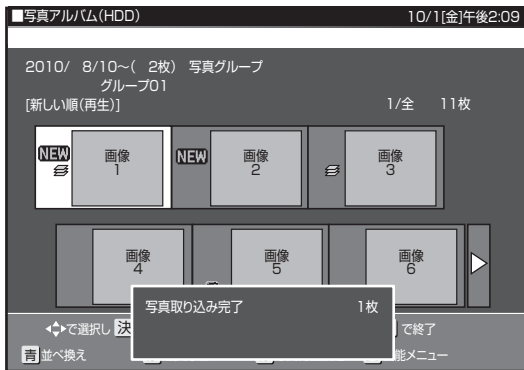 ■写真アルバム(HDD) 10/1[金]午後2:09
2010/ 8/10～( 2枚) 写真グループ
グループ01
[新しい順(再生)] 1/全 11枚
NEW 画像1 NEW 画像2 画像3
画像4 画像5 画像6
写真取り込み完了 1枚
で選択し 決 で終了
青 並べ換え 能メニュー